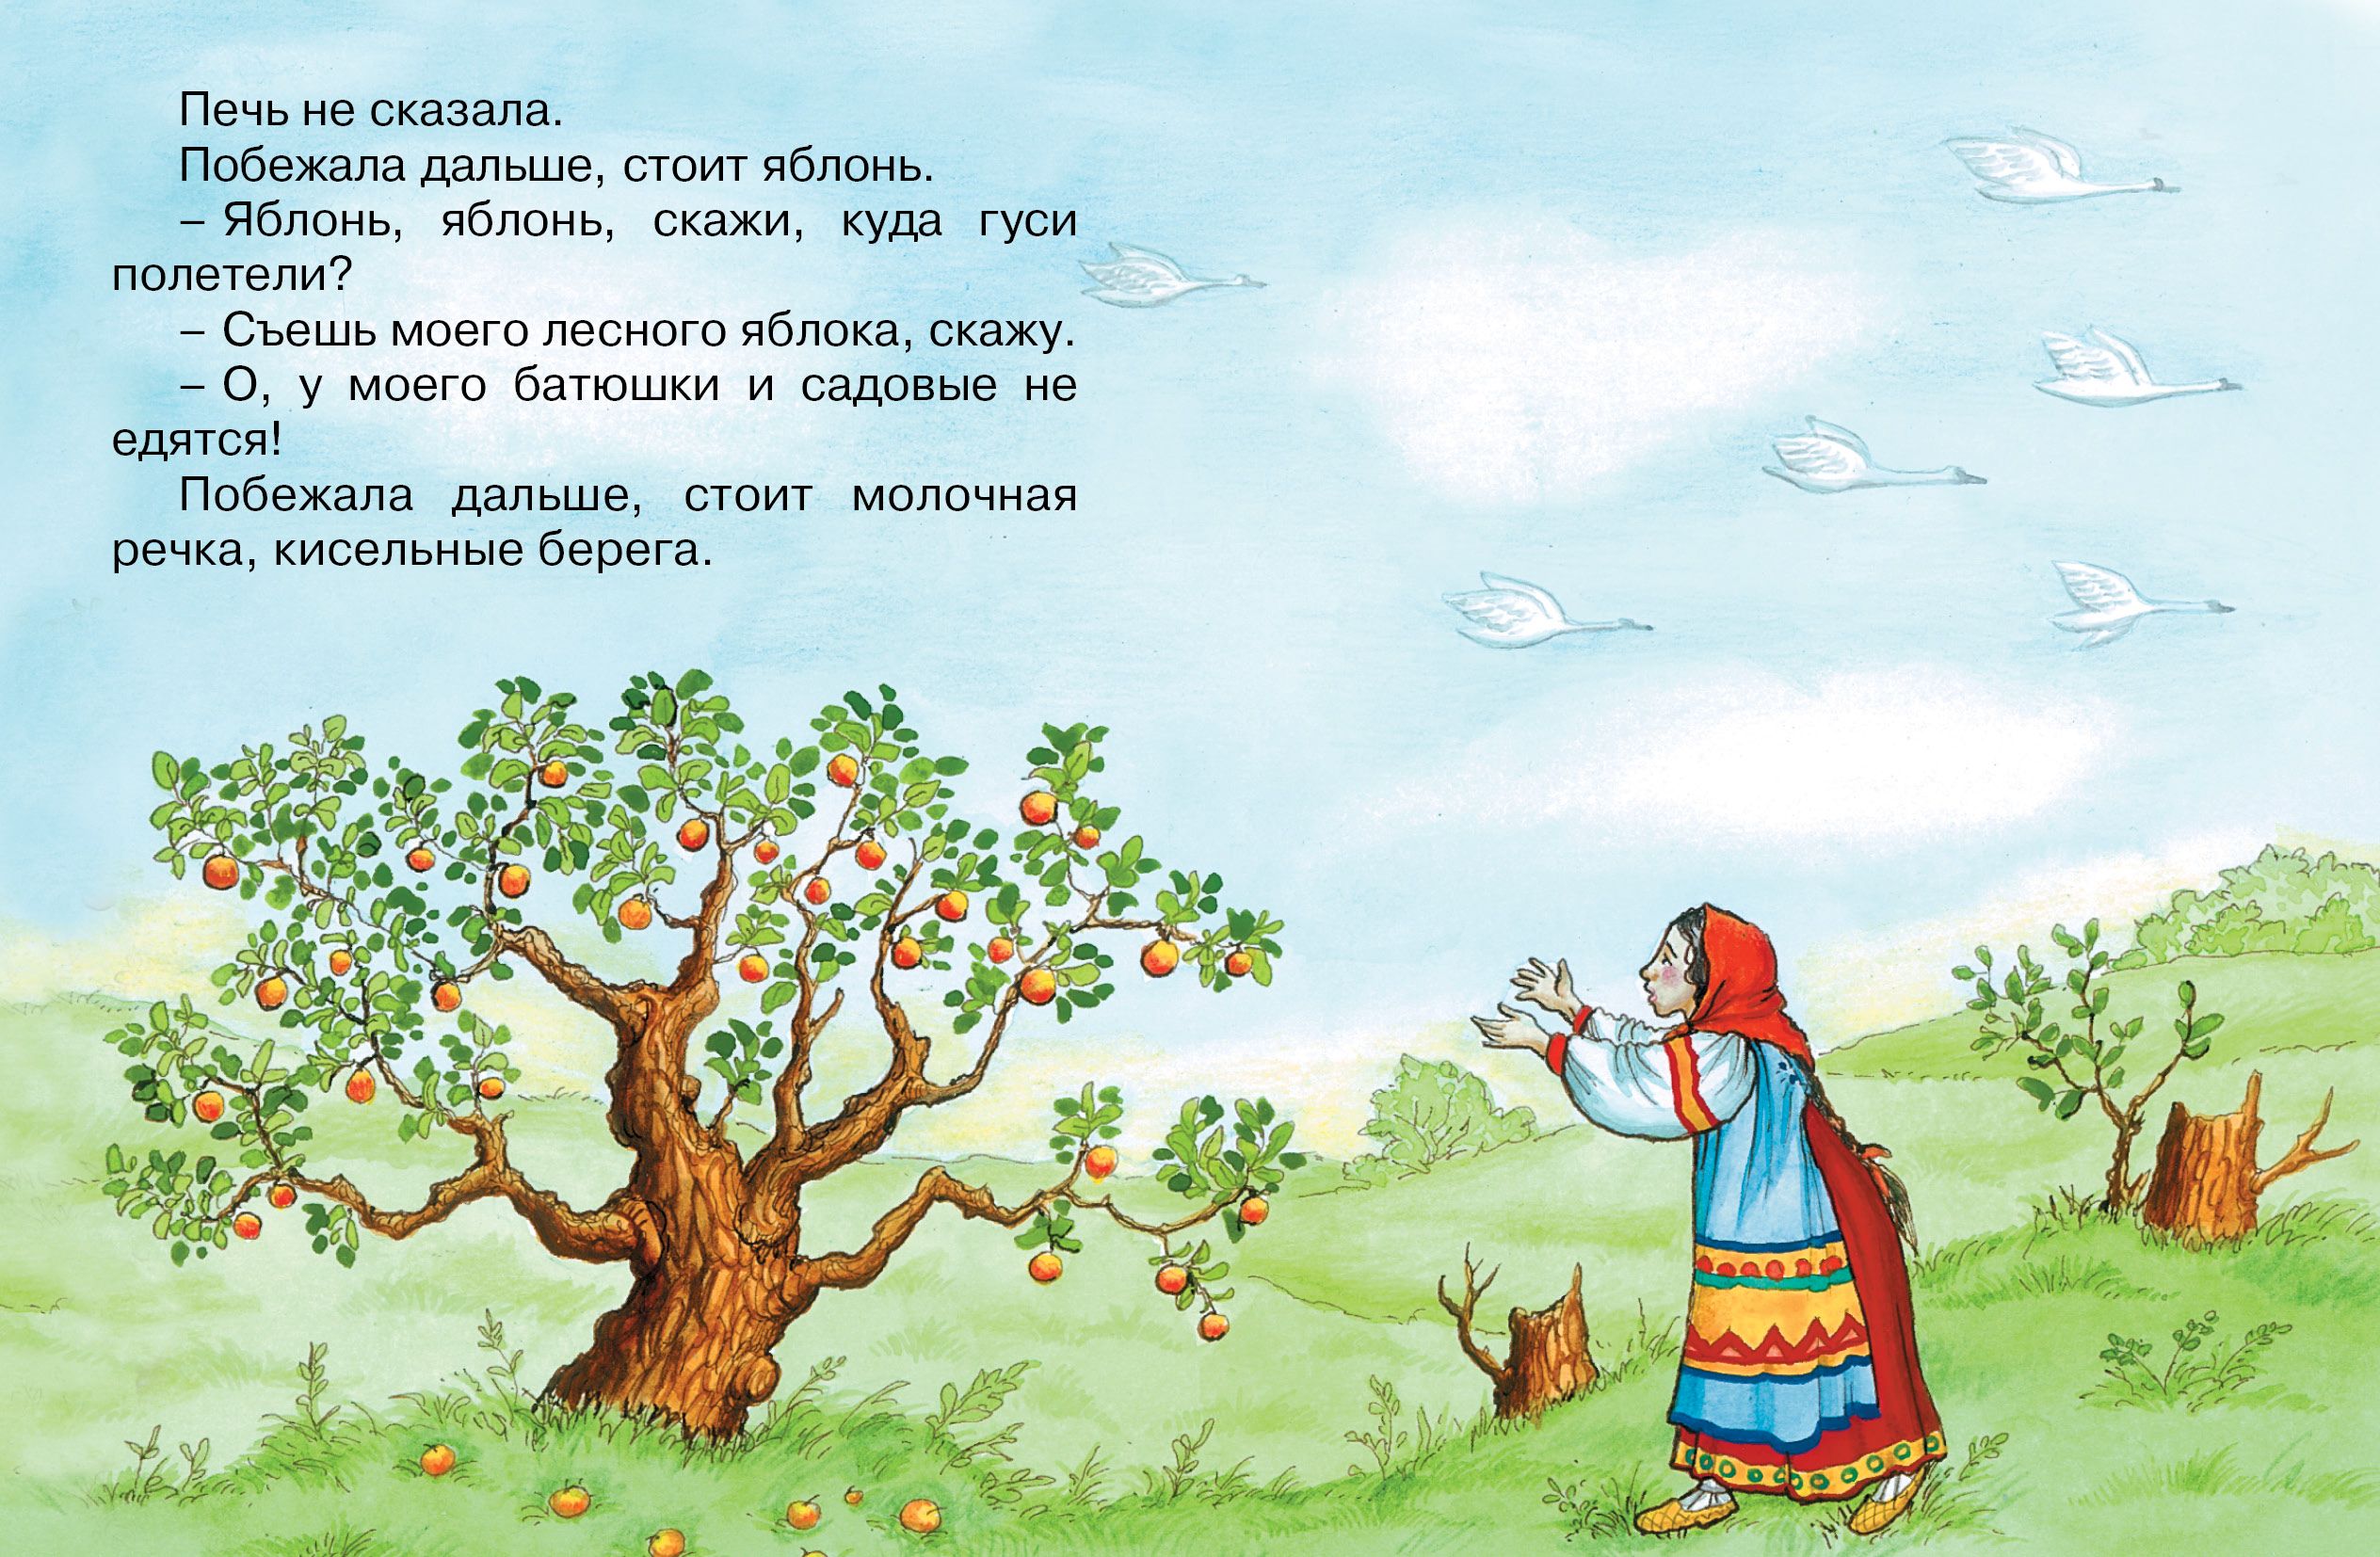 Печь не сказала.
Побежала дальше, стоит яблонь.
– Яблонь, яблонь, скажи, куда гуси
полетели?
– Съешь моего лесного яблока, скажу.
– О, у моего батюшки и садовые не
едятся!
Побежала дальше, стоит молочная
речка, кисельные берега.